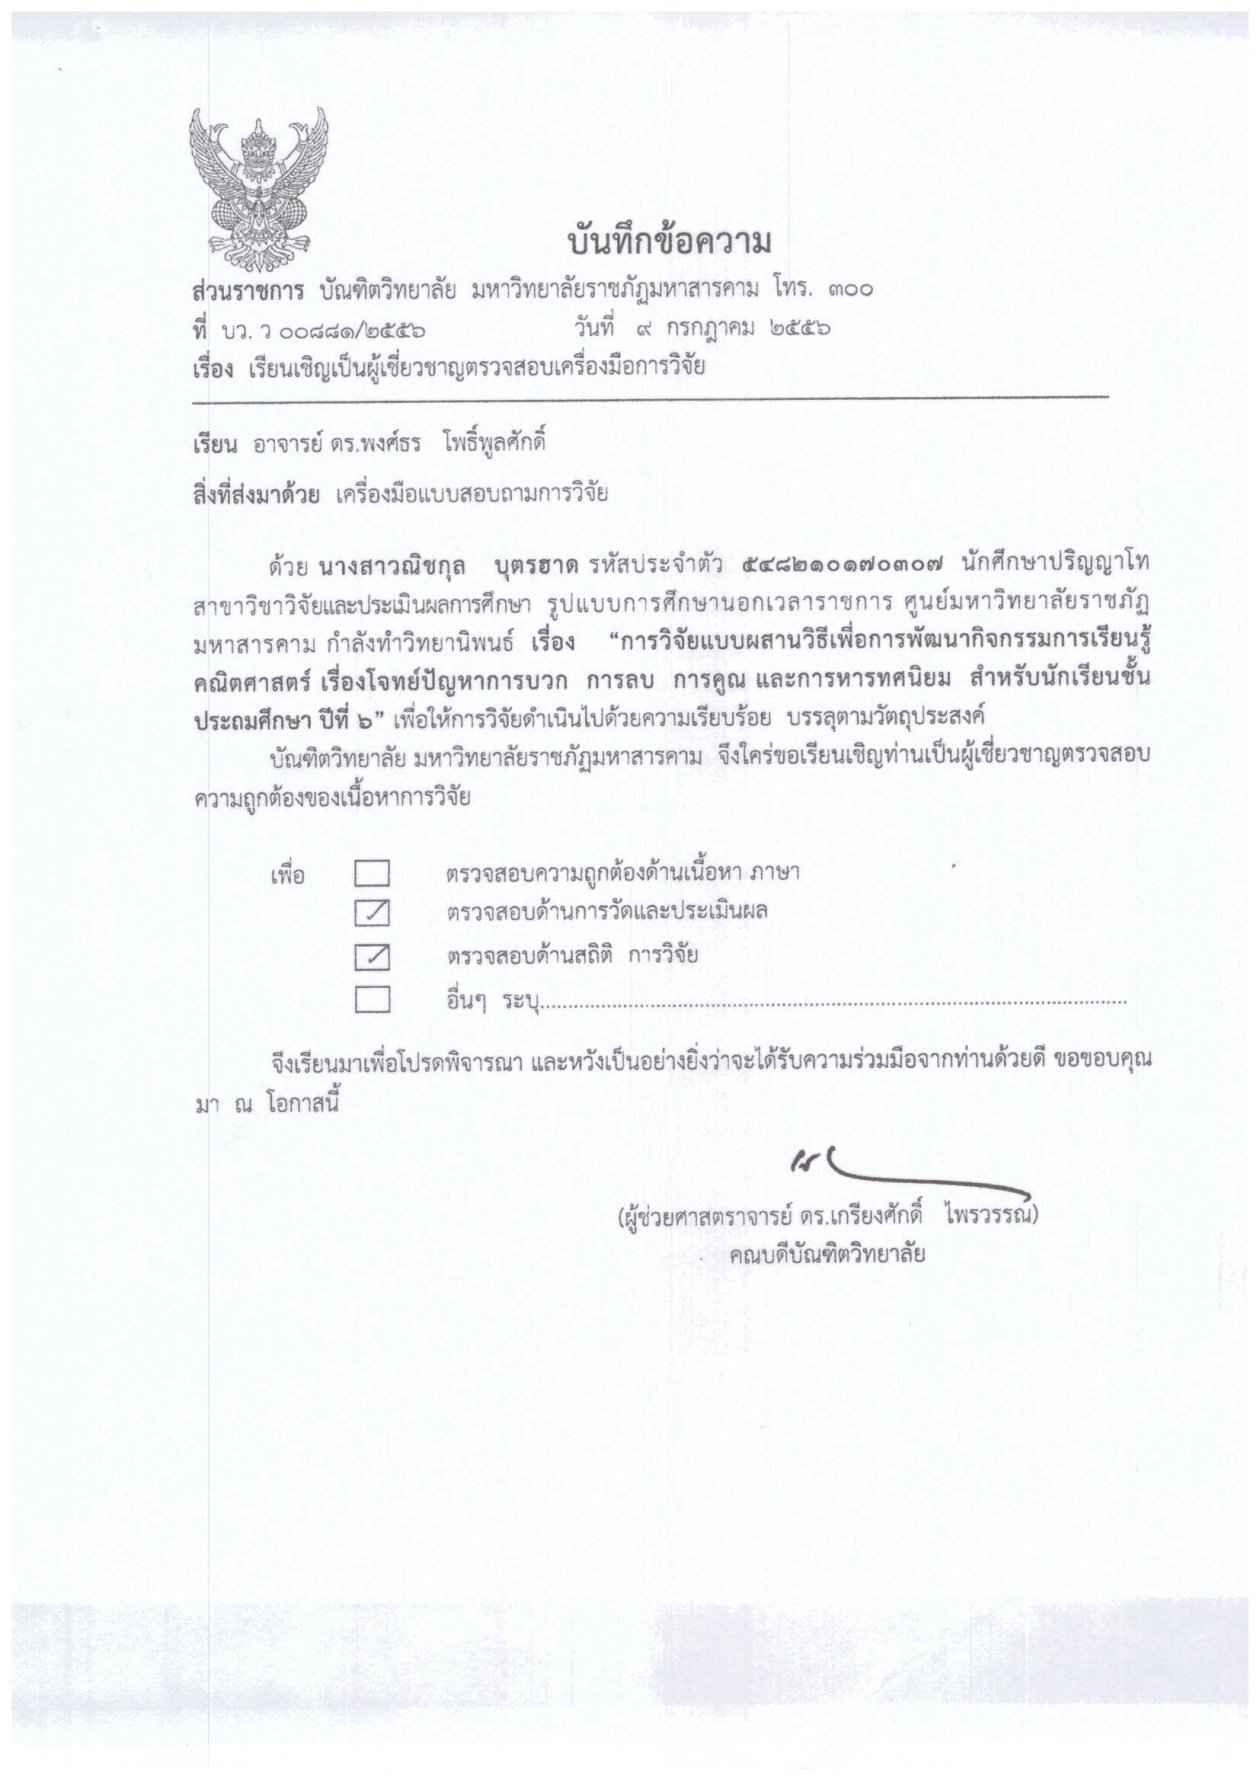 บันทึกข้อความ
ส่วนราชการ บัณฑิตวิทยาลัย มหาวิทยาลัยราชภัฏมหาสารคาม โทร. ๓๐๐
ที่ บว. ว ๐๐๘๘๑/๒๕๕๖ วันที่ ๙ กรกฎาคม ๒๕๕๖
เรื่อง เรียนเชิญเป็นผู้เชี่ยวชาญตรวจสอบเครื่องมือการวิจัย
เรียน อาจารย์ ดร.พงศ์ธร โพธิ์พูลศักดิ์
สิ่งที่ส่งมาด้วย เครื่องมือแบบสอบถามการวิจัย
ด้วย นางสาวณิชกุล บุตรฮาด รหัสประจำตัว ๕๔๘๒๑๐๑๗๐๓๐๗ นักศึกษาปริญญาโท
สาขาวิชาวิจัยและประเมินผลการศึกษา รูปแบบการศึกษานอกเวลาราชการ ศูนย์มหาวิทยาลัยราชภัฏ
มหาสารคาม กำลังทำวิทยานิพนธ์ เรื่อง “การวิจัยแบบผสานวิธีเพื่อการพัฒนากิจกรรมการเรียนรู้
คณิตศาสตร์ เรื่องโจทย์ปัญหาการบวก การลบ การคูณ และการหารทศนิยม สำหรับนักเรียนชั้น
ประถมศึกษา ปีที่ ๖” เพื่อให้การวิจัยดำเนินไปด้วยความเรียบร้อย บรรลุตามวัตถุประสงค์
บัณฑิตวิทยาลัย มหาวิทยาลัยราชภัฏมหาสารคาม จึงใคร่ขอเรียนเชิญท่านเป็นผู้เชี่ยวชาญตรวจสอบ
ความถูกต้องของเนื้อหาการวิจัย
เพื่อ ตรวจสอบความถูกต้องด้านเนื้อหา ภาษา
ตรวจสอบด้านการวัดและประเมินผล
ตรวจสอบด้านสถิติ การวิจัย
อื่นๆ ระบุ..........
จึงเรียนมาเพื่อโปรดพิจารณา และหวังเป็นอย่างยิ่งว่าจะได้รับความร่วมมือจากท่านด้วยดี ขอขอบคุณ
มา ณ โอกาสนี้
(ผู้ช่วยศาสตราจารย์ ดร.เกรียงศักดิ์ ไพรวรรณ์)
คณบดีบัณฑิตวิทยาลัย